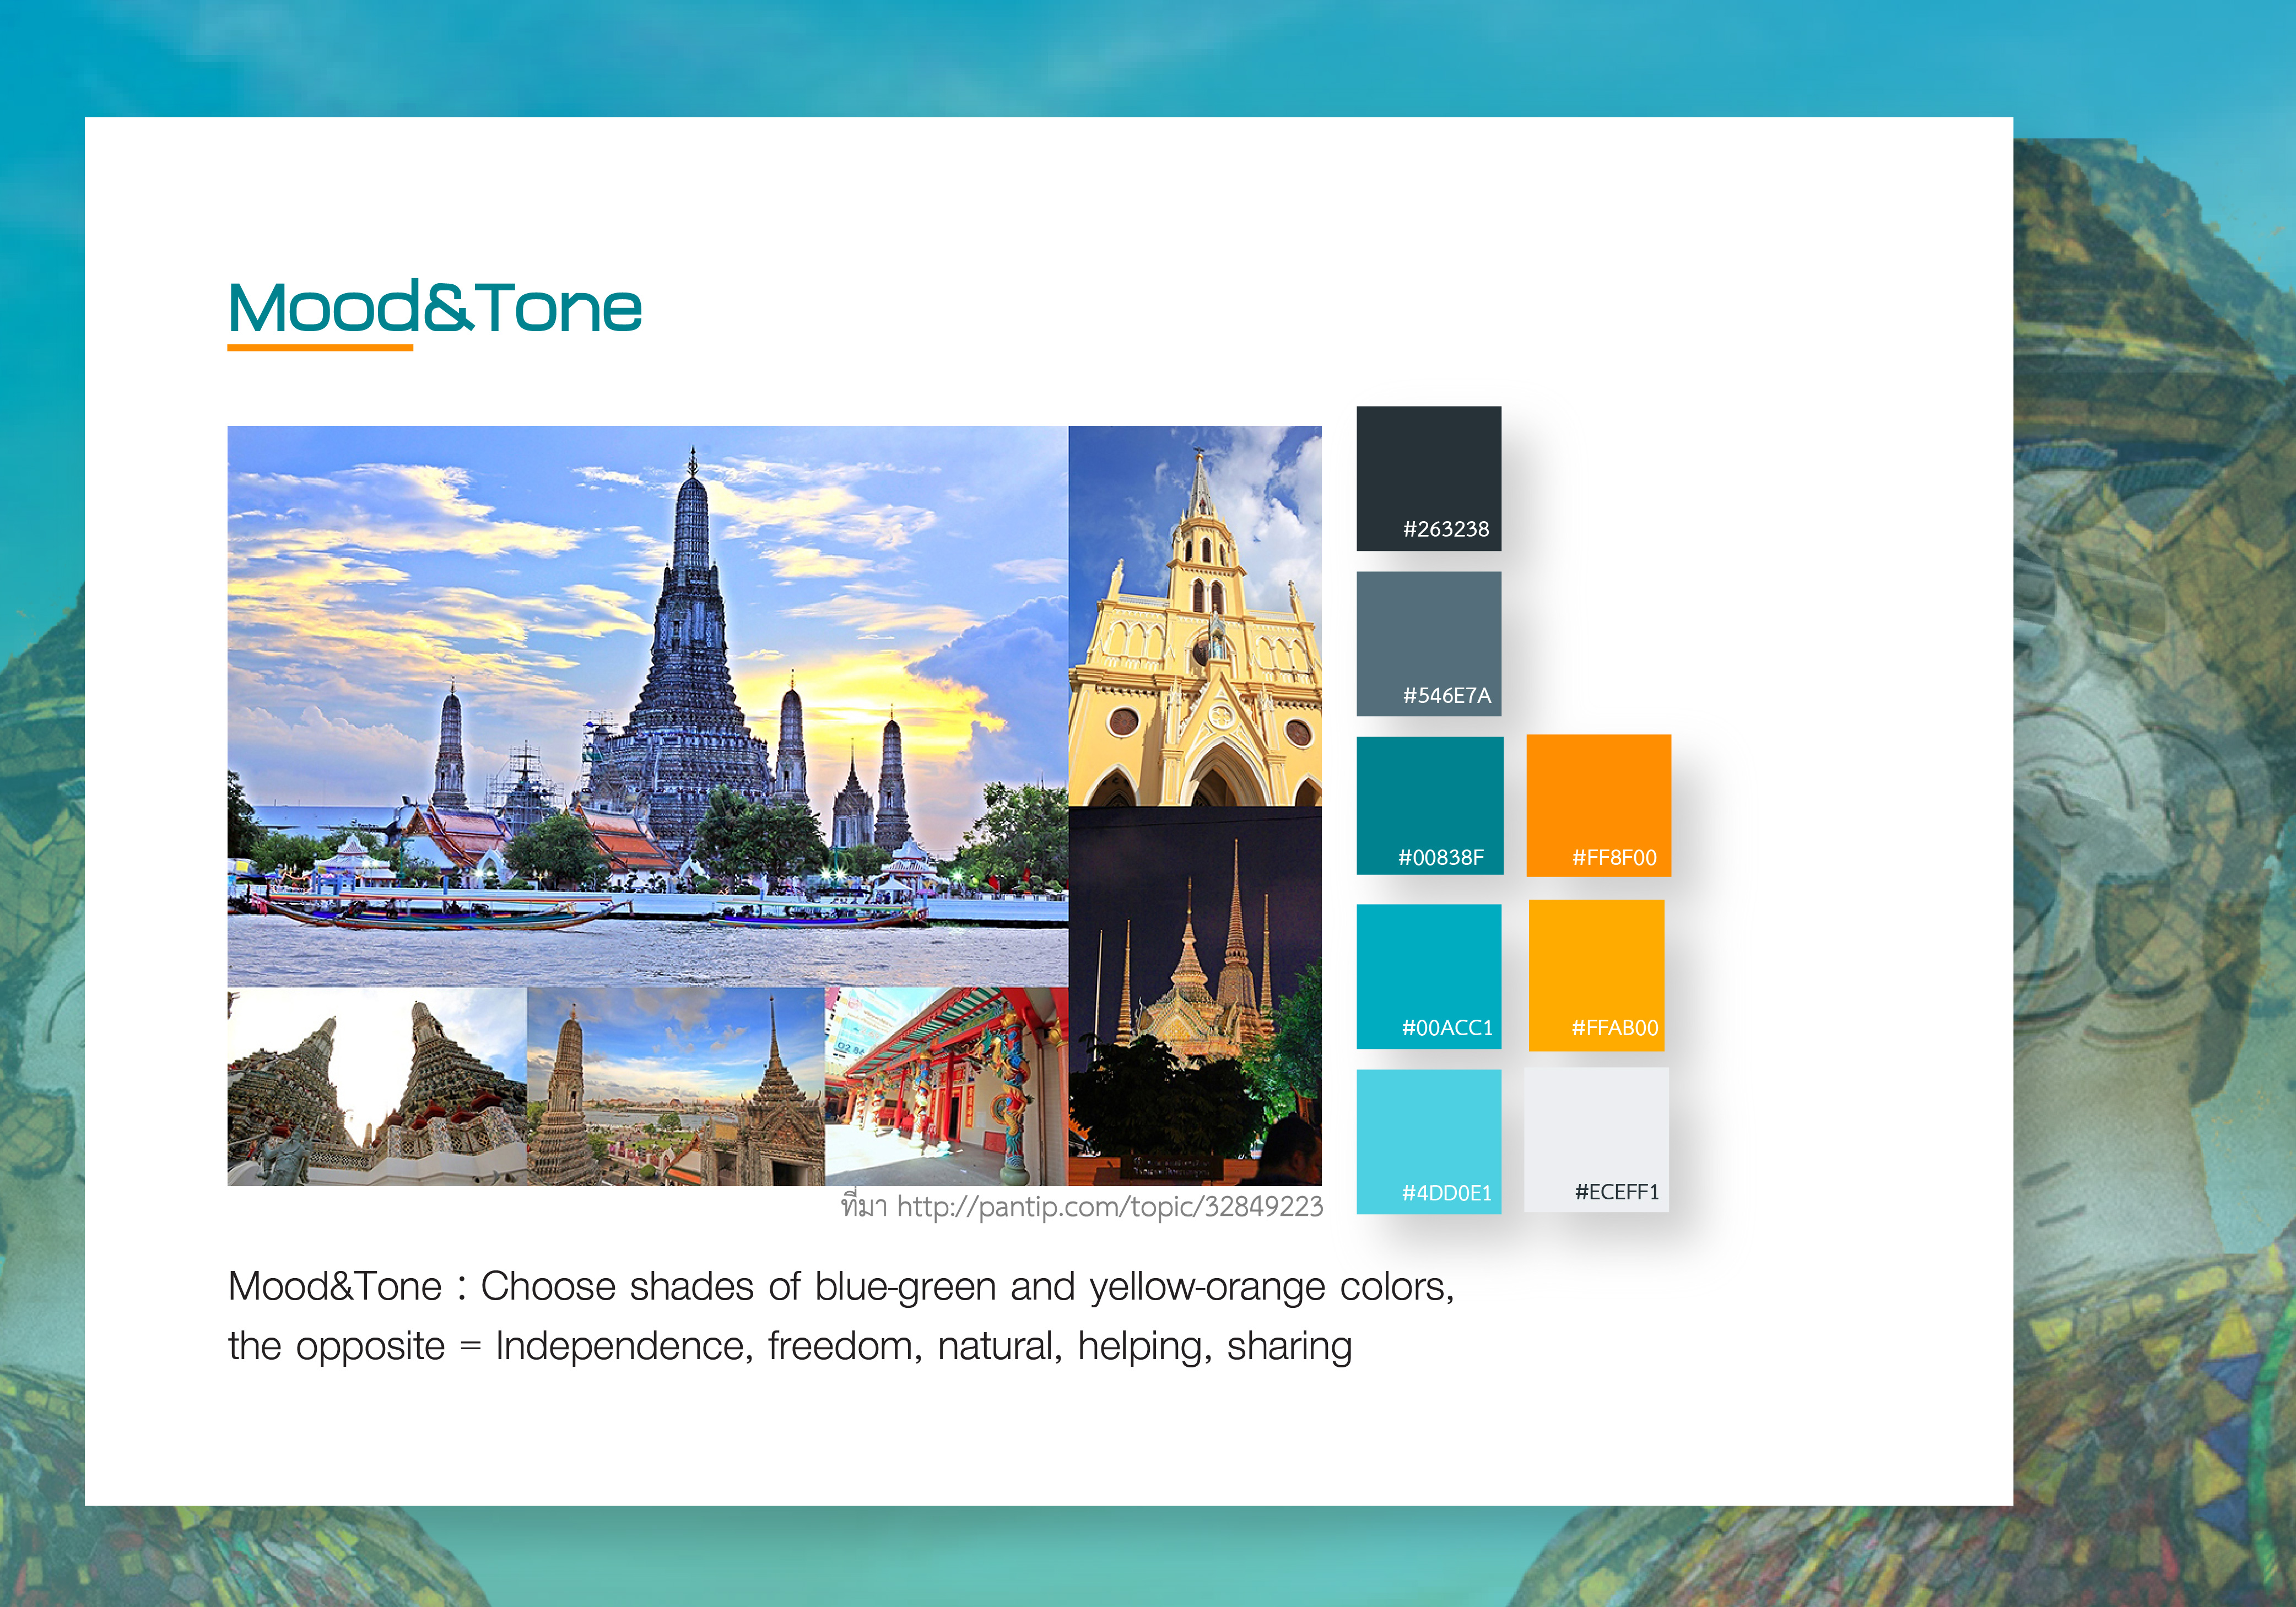 Mood&Tone
#263238
#546E7A
#00838F
#FF8F00
#00ACC1
#FFAB00
#4DD0E1
#ECEFF1
ที่มา http://pantip.com/topic/32849223
Mood&Tone : Choose shades of blue-green and yellow-orange colors,
the opposite = Independence, freedom, natural, helping, sharing